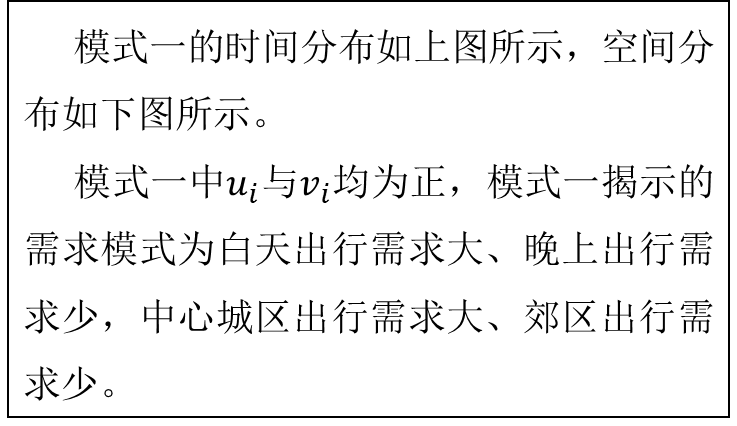 模式一的时间分布如上图所示，空间分
布如下图所示。
模式一中𝑢ᵢ与𝑣ᵢ均为正，模式一揭示的
需求模式为白天出行需求大、晚上出行需
求少，中心城区出行需求大、郊区出行需
求少。